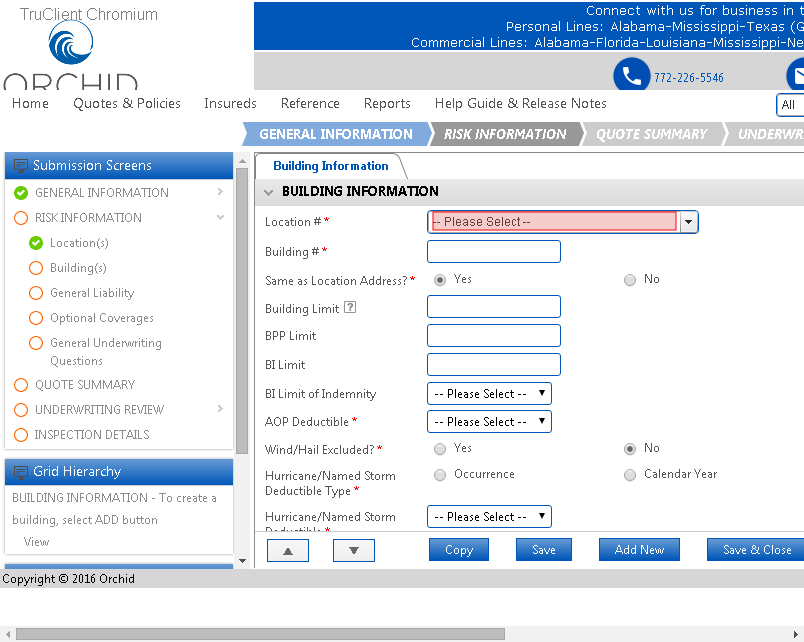 TruClient Chromium
Connect with us for business in t
Personal Lines: Alabama-Mississippi-Texas (G
Commercial Lines: Alabama-Florida-Louisiana-Mississippi-Ne
ORCHID
772-226-5546
Home Quotes & Policies Insureds Reference Reports Help Guide & Release Notes All
GENERAL INFORMATION RISK INFORMATION QUOTE SUMMARY UNDERWR
Submission Screens
GENERAL INFORMATION
RISK INFORMATION
Location(s)
Building(s)
General Liability
Optional Coverages
General Underwriting
Questions
QUOTE SUMMARY
UNDERWRITING REVIEW
INSPECTION DETAILS
Grid Hierarchy
BUILDING INFORMATION - To create a
building, select ADD button
View
Building Information
BUILDING INFORMATION
Location #* -- Please Select --
Building #*
Same as Location Address?* Yes No
Building Limit ?
BPP Limit
BI Limit
BI Limit of Indemnity -- Please Select --
AOP Deductible * -- Please Select --
Wind/Hail Excluded?* Yes No
Hurricane/Named Storm
Deductible Type * Occurrence Calendar Year
Hurricane/Named Storm
Deductible * -- Please Select --
Copy Save Add New Save & Close
Copyright © 2016 Orchid